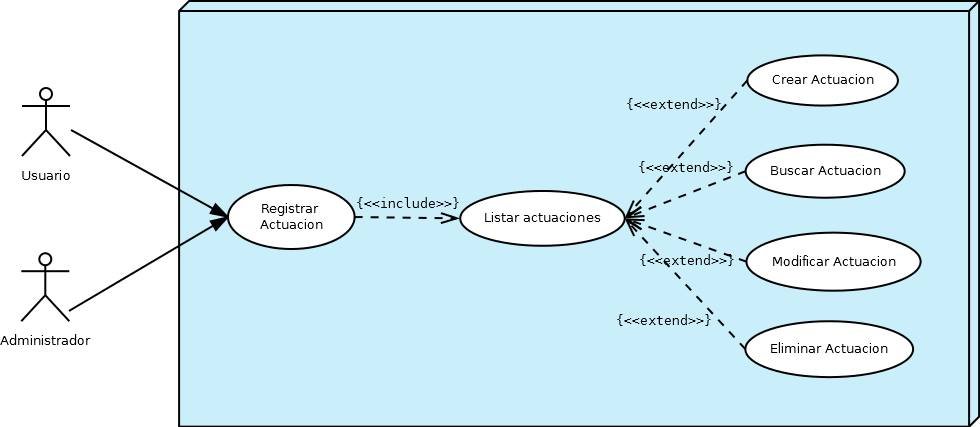 Usuario
Administrador
Registrar
Actuacion
{<<include>>}
Listar actuaciones
{<<extend>>}
Crear Actuacion
{<<extend>>}
Buscar Actuacion
{<<extend>>}
Modificar Actuacion
{<<extend>>}
Eliminar Actuacion